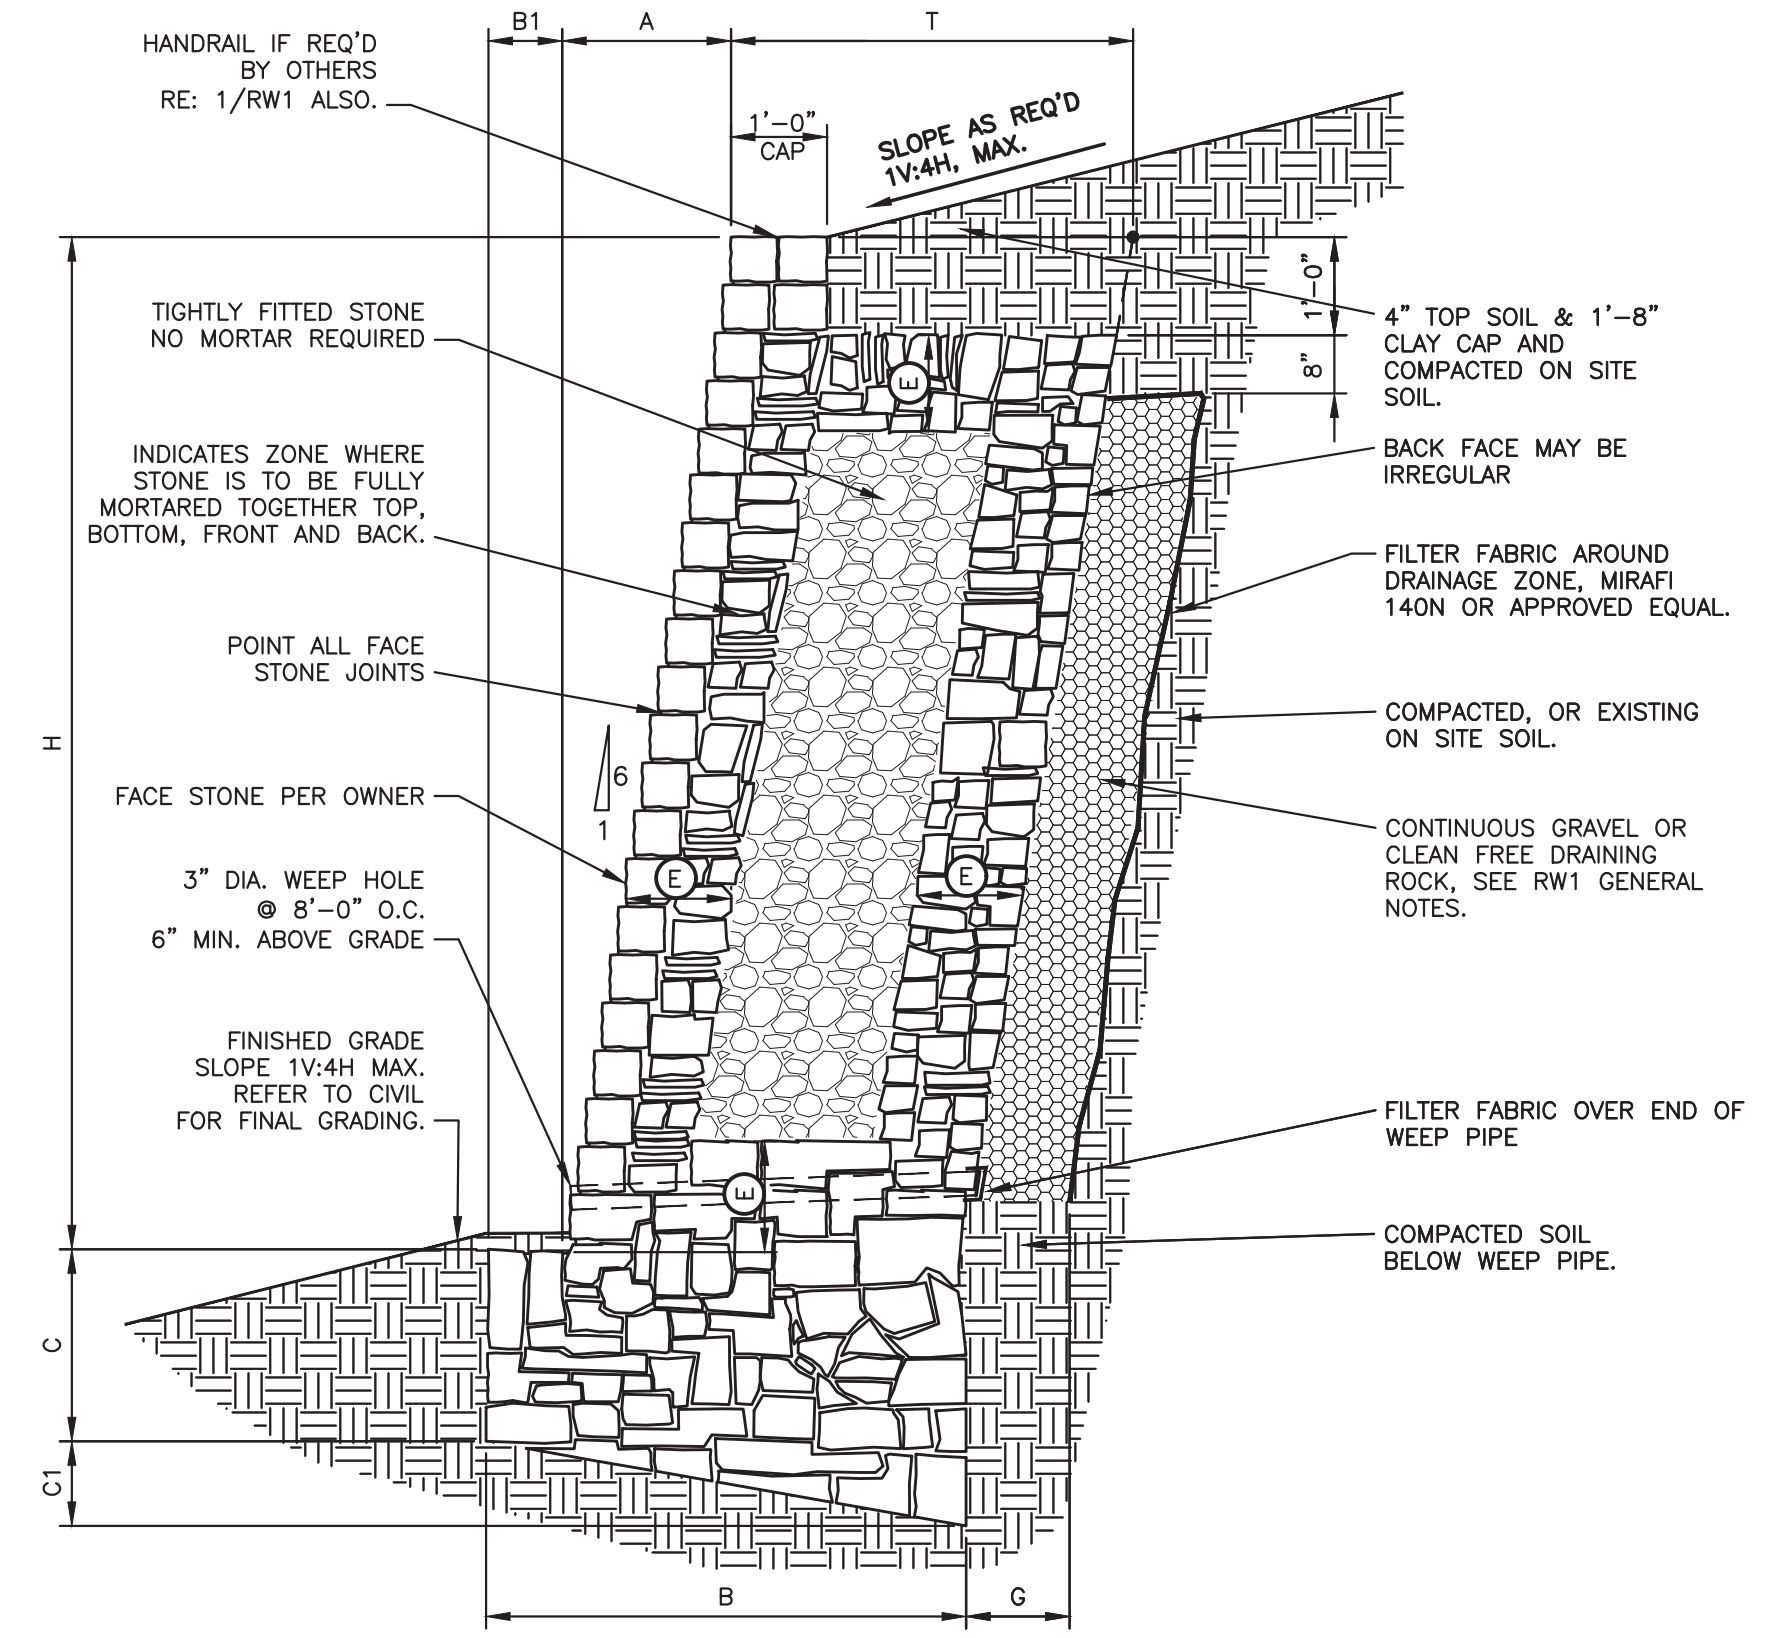 B1
A
T
HANDRAIL IF REQ'D
BY OTHERS
RE: 1/RW1 ALSO.
1'-0"
CAP
SLOPE AS REQ'D
1V:4H, MAX.
TIGHTLY FITTED STONE
NO MORTAR REQUIRED
1'-0"
8"
4" TOP SOIL & 1'-8"
CLAY CAP AND
COMPACTED ON SITE
SOIL.
E
INDICATES ZONE WHERE
STONE IS TO BE FULLY
MORTARED TOGETHER TOP,
BOTTOM, FRONT AND BACK.
BACK FACE MAY BE
IRREGULAR
FILTER FABRIC AROUND
DRAINAGE ZONE, MIRAFI
140N OR APPROVED EQUAL.
POINT ALL FACE
STONE JOINTS
COMPACTED, OR EXISTING
ON SITE SOIL.
H
6
1
FACE STONE PER OWNER
CONTINUOUS GRAVEL OR
CLEAN FREE DRAINING
ROCK, SEE RW1 GENERAL
NOTES.
E
E
3" DIA. WEEP HOLE
@ 8'-0" O.C.
6" MIN. ABOVE GRADE
FINISHED GRADE
SLOPE 1V:4H MAX.
REFER TO CIVIL
FOR FINAL GRADING.
FILTER FABRIC OVER END OF
WEEP PIPE
E
COMPACTED SOIL
BELOW WEEP PIPE.
C
C1
B
G